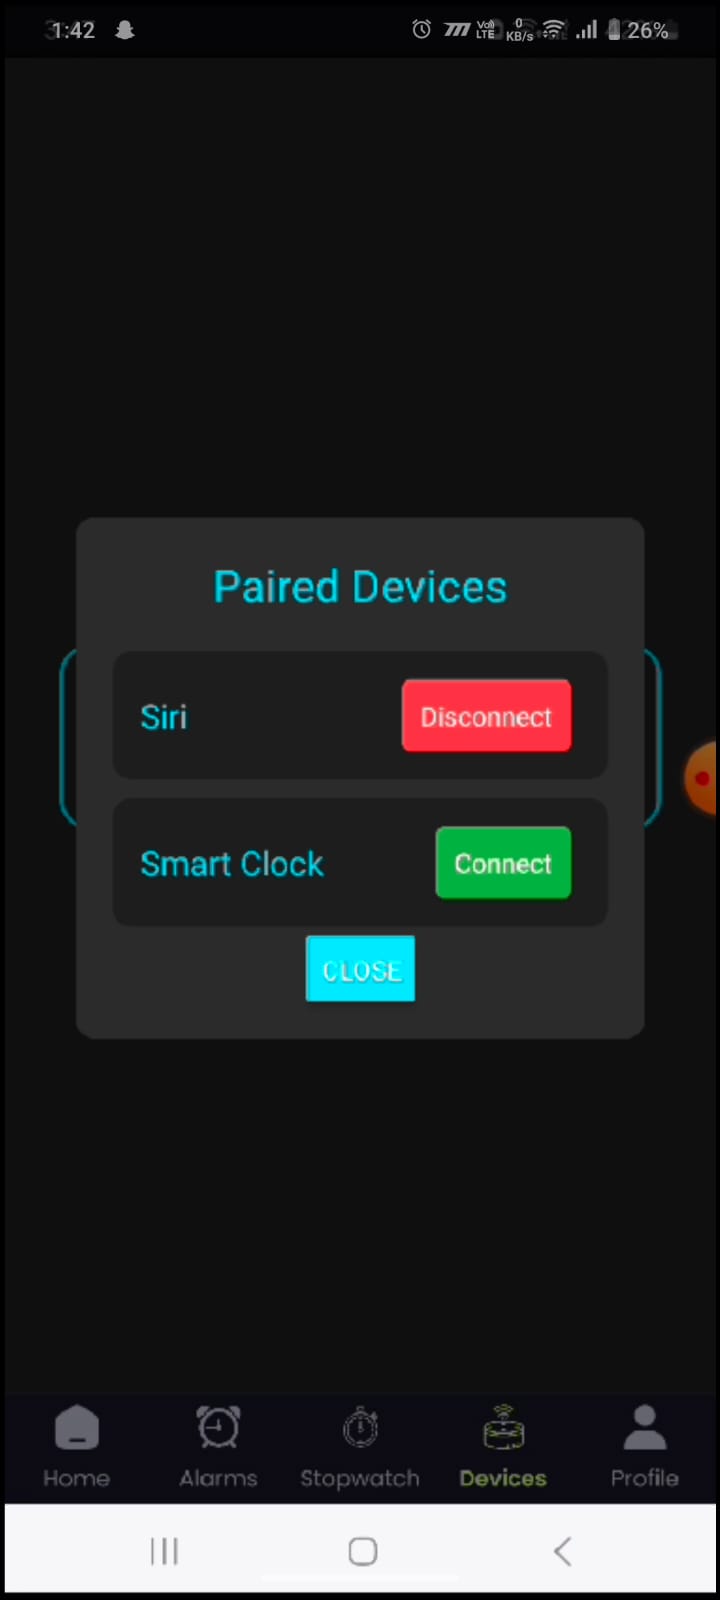 1:42
Vo)) LTE 0 KB/s 26%
Paired Devices
Siri Disconnect
Smart Clock Connect
CLOSE
Home Alarms Stopwatch Devices Profile